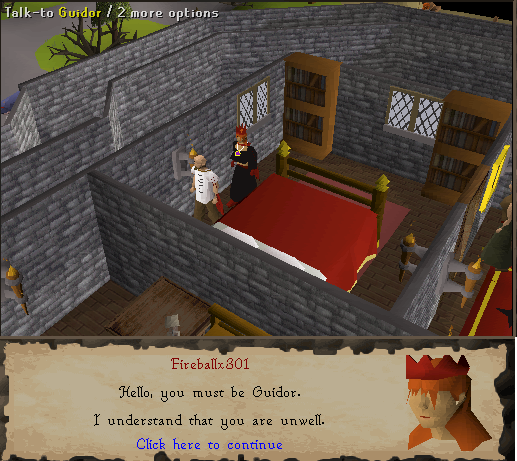 Talk-to Guidor / 2 more options
Fireballx301
Hello, you must be Guidor.
I understand that you are unwell.
Click here to continue